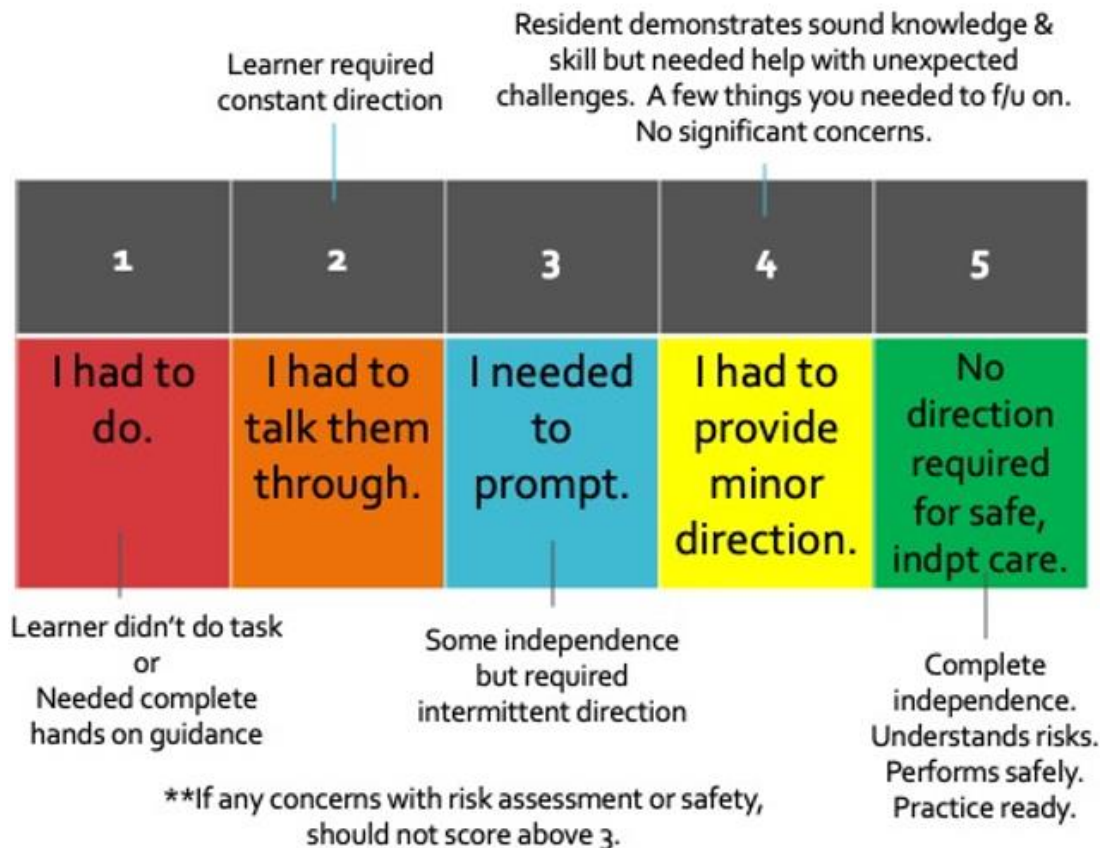 Learner required
constant direction
Resident demonstrates sound knowledge &
skill but needed help with unexpected
challenges. A few things you needed to f/u on.
No significant concerns.
1
2
3
4
5
I had to
do.
I had to
talk them
through.
I needed
to
prompt.
I had to
provide
minor
direction.
No
direction
required
for safe,
indpt care.
Learner didn't do task
or
Needed complete
hands on guidance
Some independence
but required
intermittent direction
Complete
independence.
Understands risks.
Performs safely.
Practice ready.
**If any concerns with risk assessment or safety,
should not score above 3.